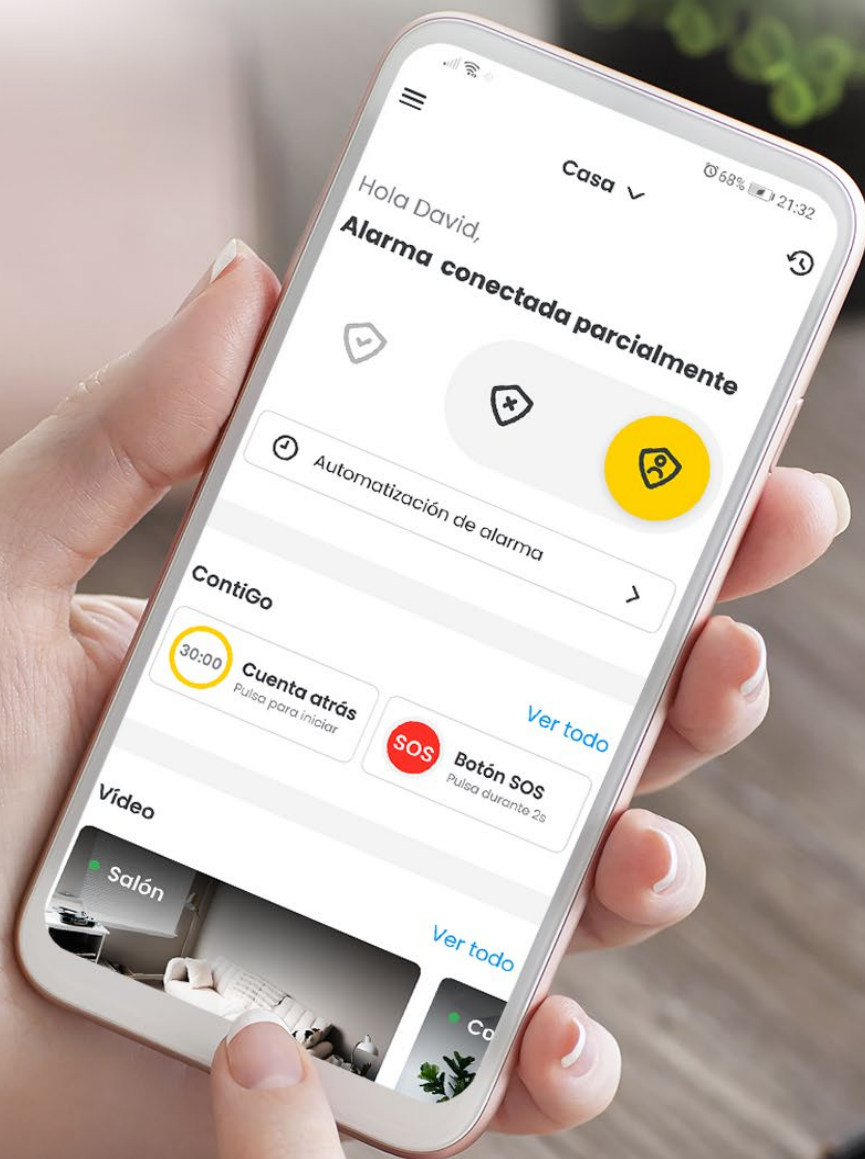 68% 21:32
Casa
Hola David,
Alarma conectada parcialmente
Automatización de alarma
ContiGo
Ver todo
30:00
Cuenta atrás
Pulsa para iniciar
SOS
Botón SOS
Pulsa durante 2s
Vídeo
Ver todo
Salón
Co